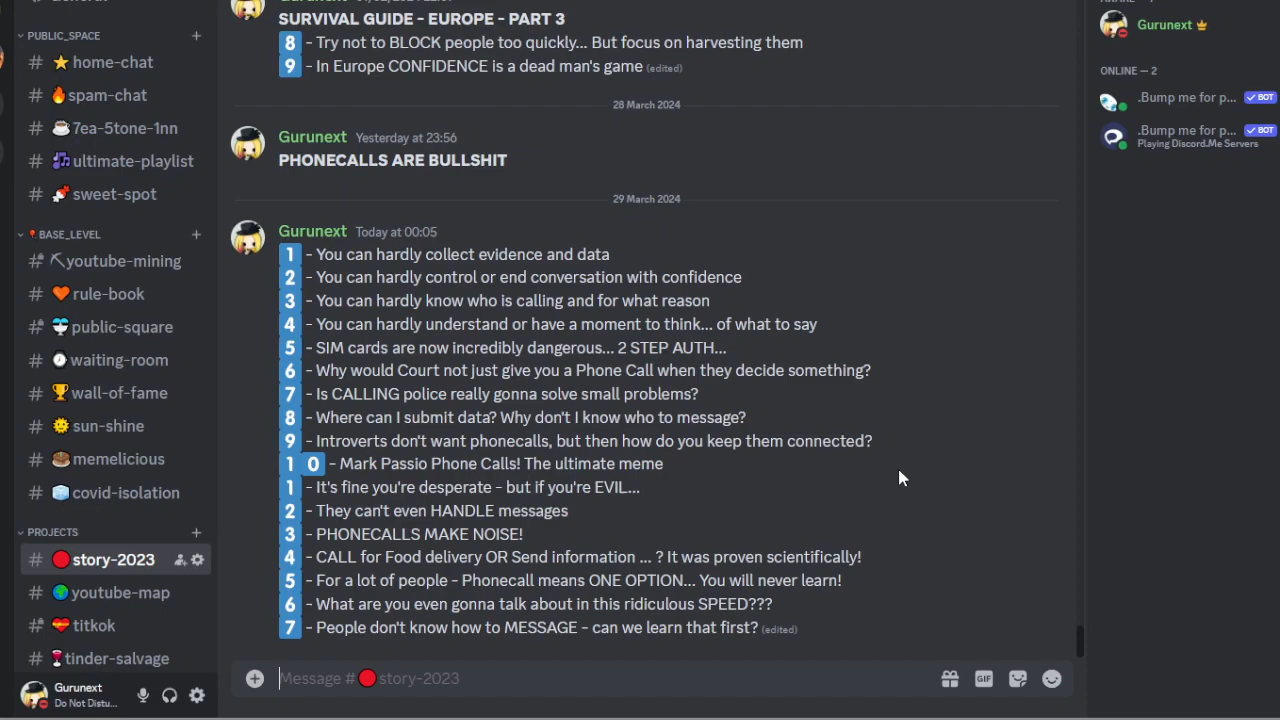 PUBLIC_SPACE
home-chat
spam-chat
7ea-5tone-1nn
ultimate-playlist
sweet-spot
BASE_LEVEL
youtube-mining
rule-book
public-square
waiting-room
wall-of-fame
sun-shine
memelicious
covid-isolation
PROJECTS
story-2023
youtube-map
titkok
tinder-salvage
Gurunext
Do Not Distu...
SURVIVAL GUIDE - EUROPE - PART 3
8 - Try not to BLOCK people too quickly... But focus on harvesting them
9 - In Europe CONFIDENCE is a dead man's game (edited)
28 March 2024
Gurunext Yesterday at 23:56
PHONECALLS ARE BULLSHIT
29 March 2024
Gurunext Today at 00:05
1 - You can hardly collect evidence and data
2 - You can hardly control or end conversation with confidence
3 - You can hardly know who is calling and for what reason
4 - You can hardly understand or have a moment to think... of what to say
5 - SIM cards are now incredibly dangerous... 2 STEP AUTH...
6 - Why would Court not just give you a Phone Call when they decide something?
7 - Is CALLING police really gonna solve small problems?
8 - Where can I submit data? Why don't I know who to message?
9 - Introverts don't want phonecalls, but then how do you keep them connected?
1 0 - Mark Passio Phone Calls! The ultimate meme
1 - It's fine you're desperate - but if you're EVIL...
2 - They can't even HANDLE messages
3 - PHONECALLS MAKE NOISE!
4 - CALL for Food delivery OR Send information ... ? It was proven scientifically!
5 - For a lot of people - Phonecall means ONE OPTION... You will never learn!
6 - What are you even gonna talk about in this ridiculous SPEED???
7 - People don't know how to MESSAGE - can we learn that first? (edited)
Message # story-2023
GIF
Gurunext
ONLINE — 2
.Bump me for p... BOT
.Bump me for p... BOT
Playing Discord.Me Servers